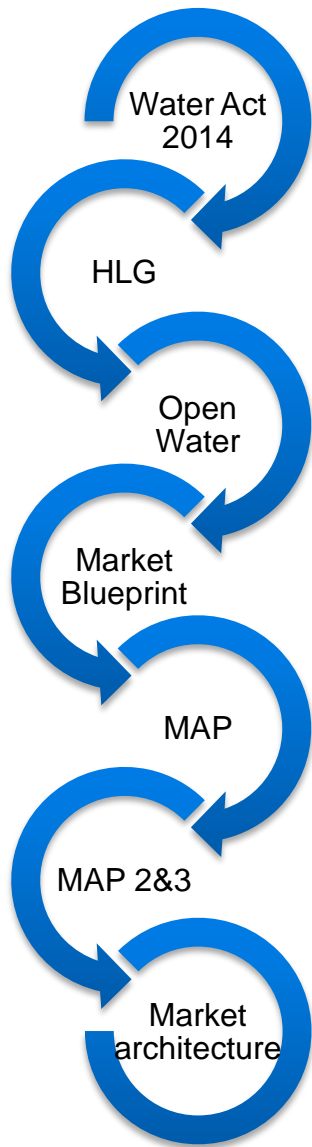 Water Act
2014
HLG
Open
Water
Market
Blueprint
MAP
MAP 2&3
Market
architecture